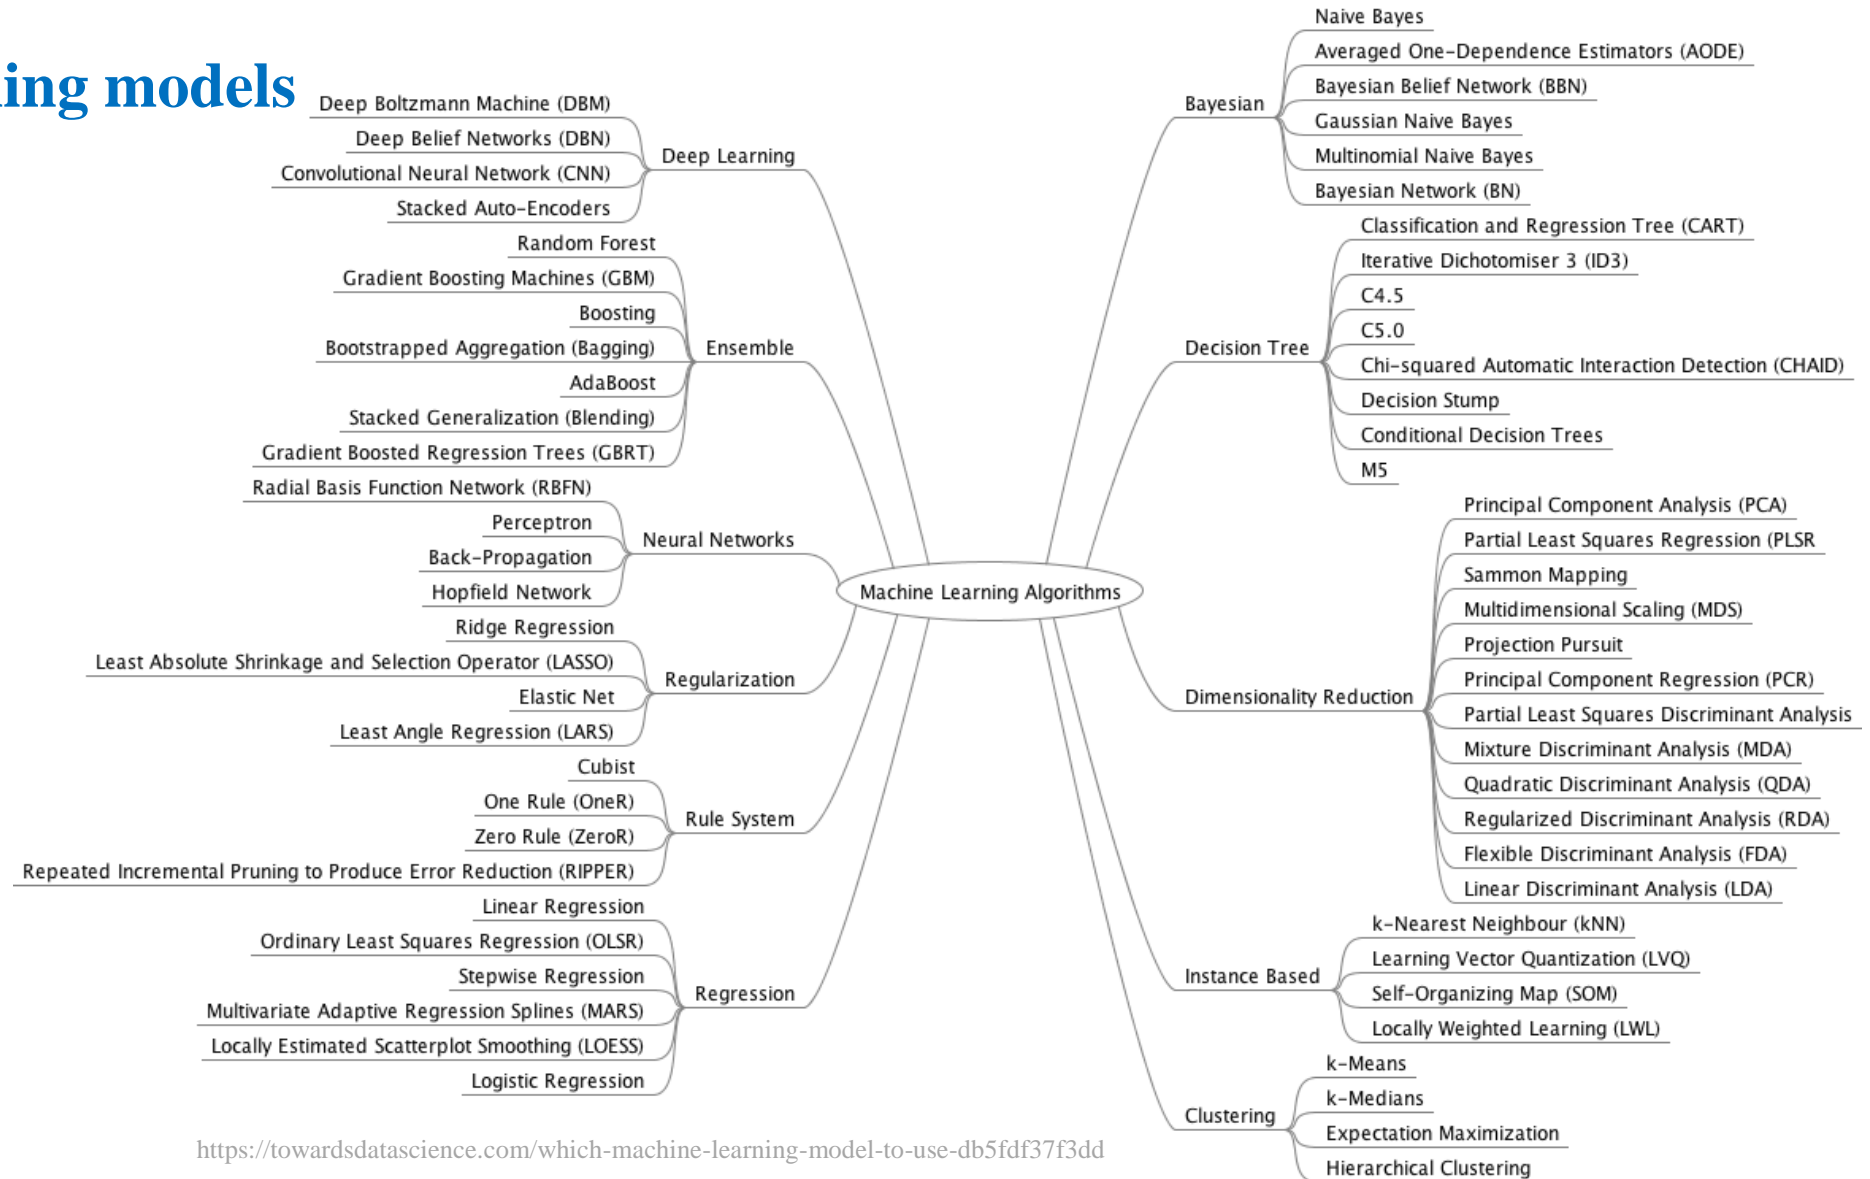 ing models
Deep Boltzmann Machine (DBM)
Deep Belief Networks (DBN)
Convolutional Neural Network (CNN)
Stacked Auto-Encoders
Deep Learning
Random Forest
Gradient Boosting Machines (GBM)
Boosting
Bootstrapped Aggregation (Bagging)
AdaBoost
Stacked Generalization (Blending)
Gradient Boosted Regression Trees (GBRT)
Ensemble
Radial Basis Function Network (RBFN)
Perceptron
Back-Propagation
Hopfield Network
Neural Networks
Ridge Regression
Least Absolute Shrinkage and Selection Operator (LASSO)
Elastic Net
Least Angle Regression (LARS)
Regularization
Cubist
One Rule (OneR)
Zero Rule (ZeroR)
Repeated Incremental Pruning to Produce Error Reduction (RIPPER)
Rule System
Linear Regression
Ordinary Least Squares Regression (OLSR)
Stepwise Regression
Multivariate Adaptive Regression Splines (MARS)
Locally Estimated Scatterplot Smoothing (LOESS)
Logistic Regression
Regression
Machine Learning Algorithms
Bayesian
Naive Bayes
Averaged One-Dependence Estimators (AODE)
Bayesian Belief Network (BBN)
Gaussian Naive Bayes
Multinomial Naive Bayes
Bayesian Network (BN)
Decision Tree
Classification and Regression Tree (CART)
Iterative Dichotomiser 3 (ID3)
C4.5
C5.0
Chi-squared Automatic Interaction Detection (CHAID)
Decision Stump
Conditional Decision Trees
M5
Dimensionality Reduction
Principal Component Analysis (PCA)
Partial Least Squares Regression (PLSR
Sammon Mapping
Multidimensional Scaling (MDS)
Projection Pursuit
Principal Component Regression (PCR)
Partial Least Squares Discriminant Analysis
Mixture Discriminant Analysis (MDA)
Quadratic Discriminant Analysis (QDA)
Regularized Discriminant Analysis (RDA)
Flexible Discriminant Analysis (FDA)
Linear Discriminant Analysis (LDA)
Instance Based
k-Nearest Neighbour (kNN)
Learning Vector Quantization (LVQ)
Self-Organizing Map (SOM)
Locally Weighted Learning (LWL)
Clustering
k-Means
k-Medians
Expectation Maximization
Hierarchical Clustering
https://towardsdatascience.com/which-machine-learning-model-to-use-db5fdf37f3dd